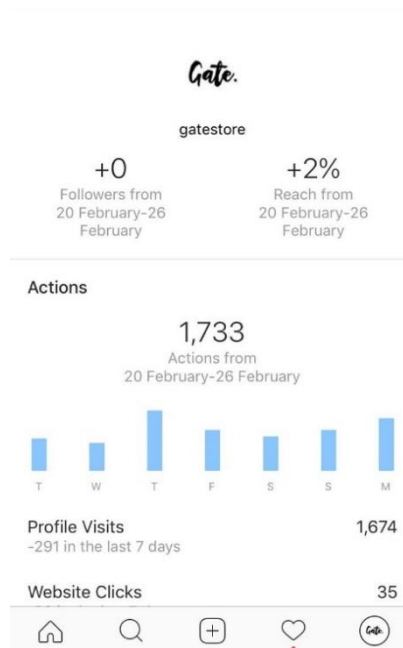 Gate.
gatestore
+0
Followers from
20 February-26
February
+2%
Reach from
20 February-26
February
Actions
1,733
Actions from
20 February-26 February
T W T F S S M
Profile Visits 1,674
-291 in the last 7 days
Website Clicks 35
Gate.